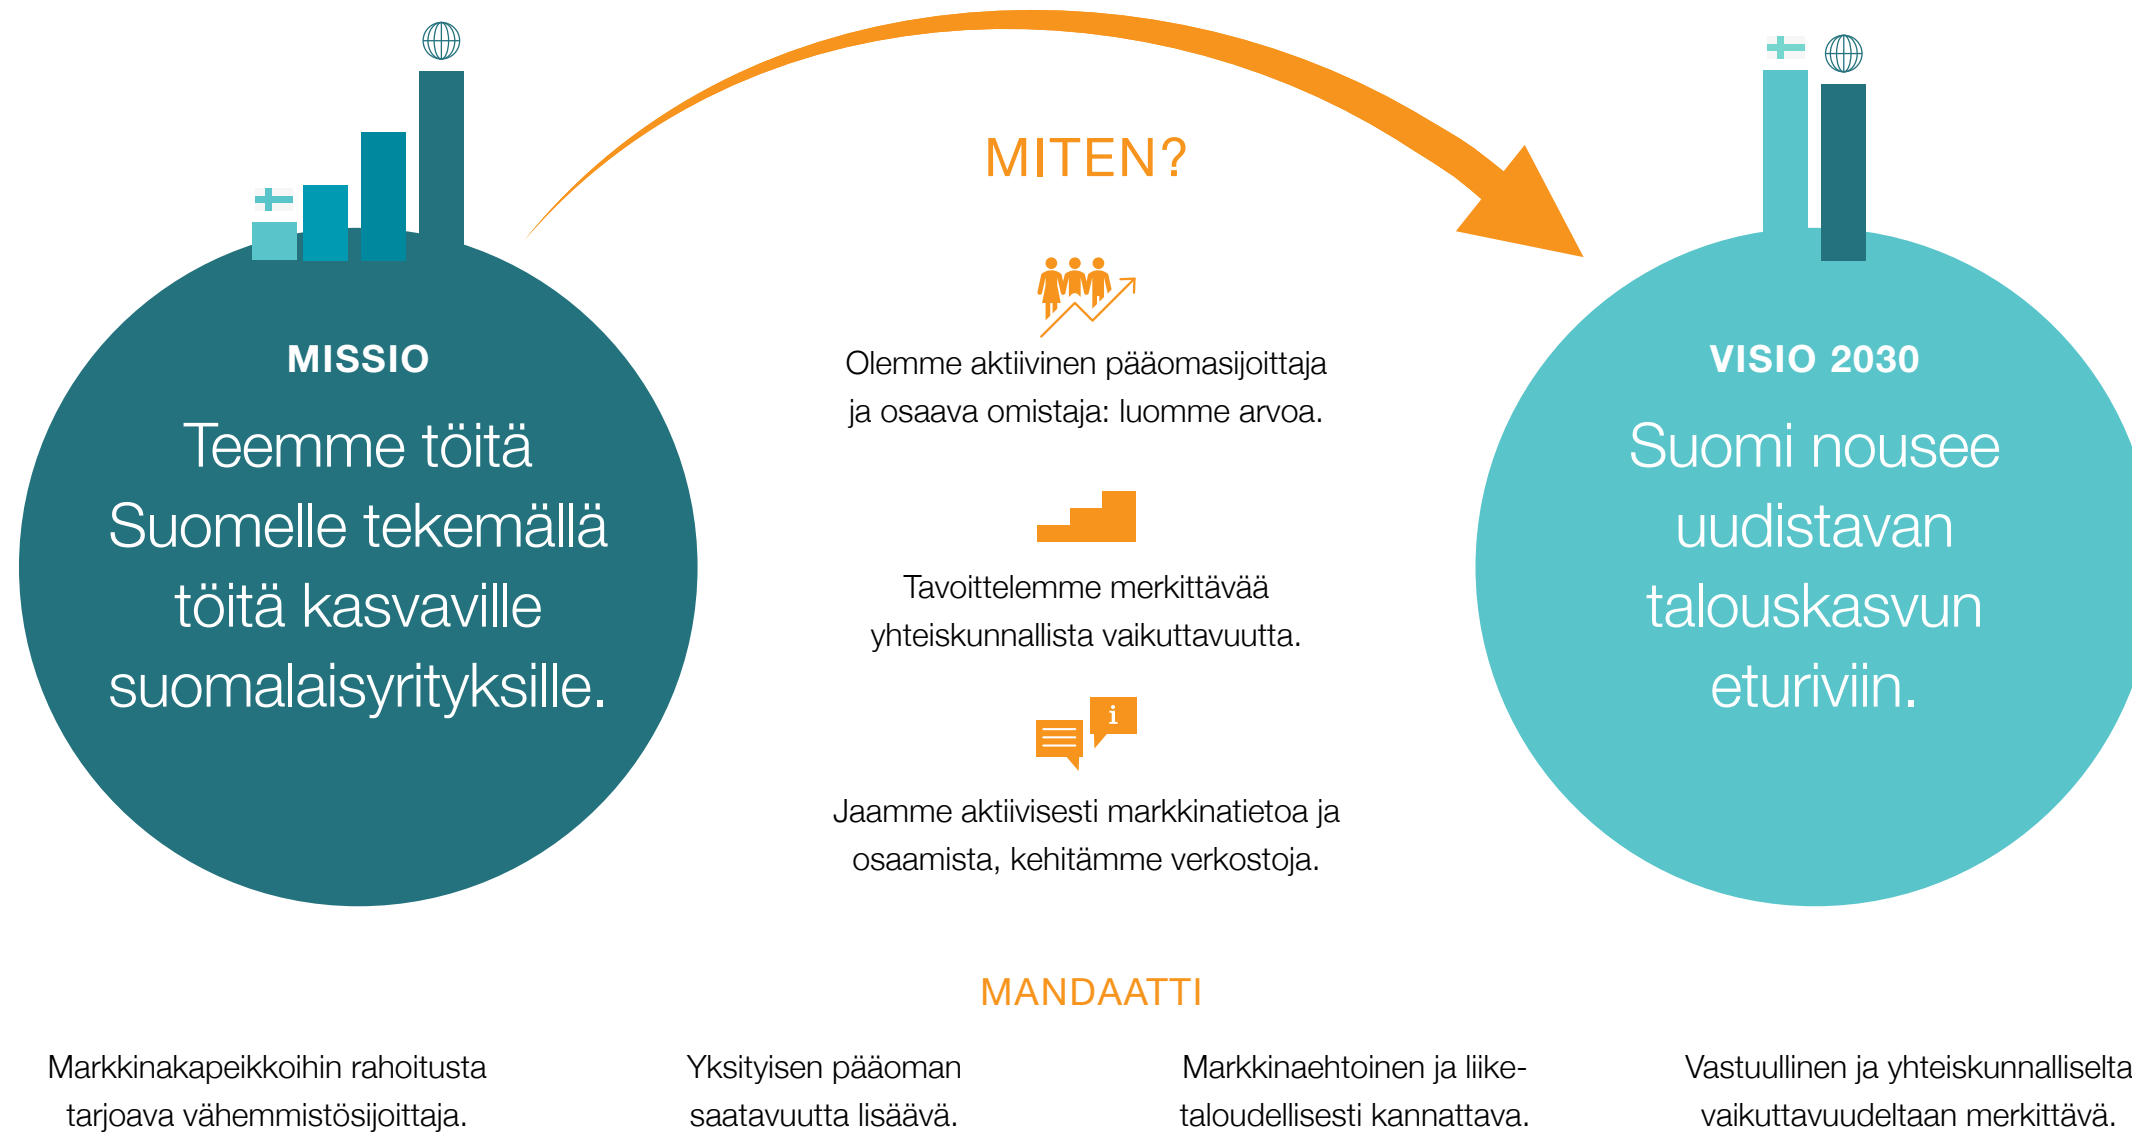 MISSIO
Teemme töitä
Suomelle tekemällä
töitä kasvaville
suomalaisyrityksille.
MITEN?
Olemme aktiivinen pääomasijoittaja
ja osaava omistaja: luomme arvoa.
Tavoittelemme merkittävää
yhteiskunnallista vaikuttavuutta.
i
Jaamme aktiivisesti markkinatietoa ja
osaamista, kehitämme verkostoja.
VISIO 2030
Suomi nousee
uudistavan
talouskasvun
eturiviin.
MANDAATTI
Markkinakapeikkoihin rahoitusta
tarjoava vähemmistösijoittaja.
Yksityisen pääoman
saatavuutta lisäävä.
Markkinaehtoinen ja liike-
taloudellisesti kannattava.
Vastuullinen ja yhteiskunnalliselta
vaikuttavuudeltaan merkittävä.